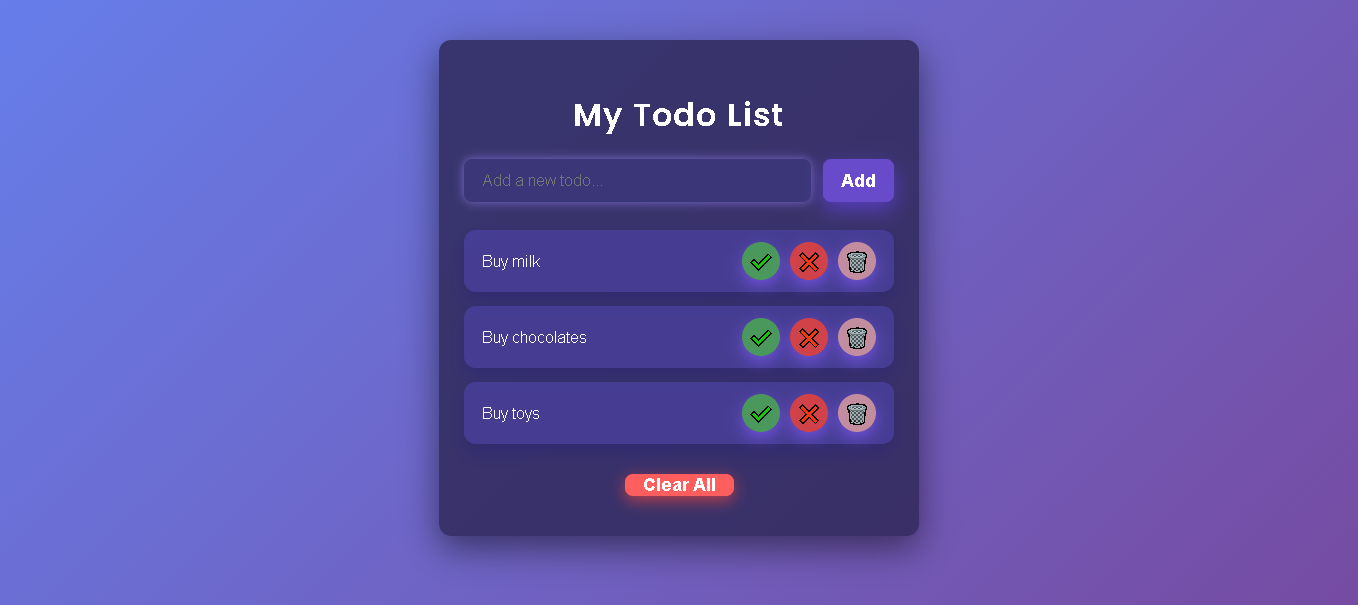 My Todo List
Add a new todo...
Add
Buy milk
Buy chocolates
Buy toys
Clear All